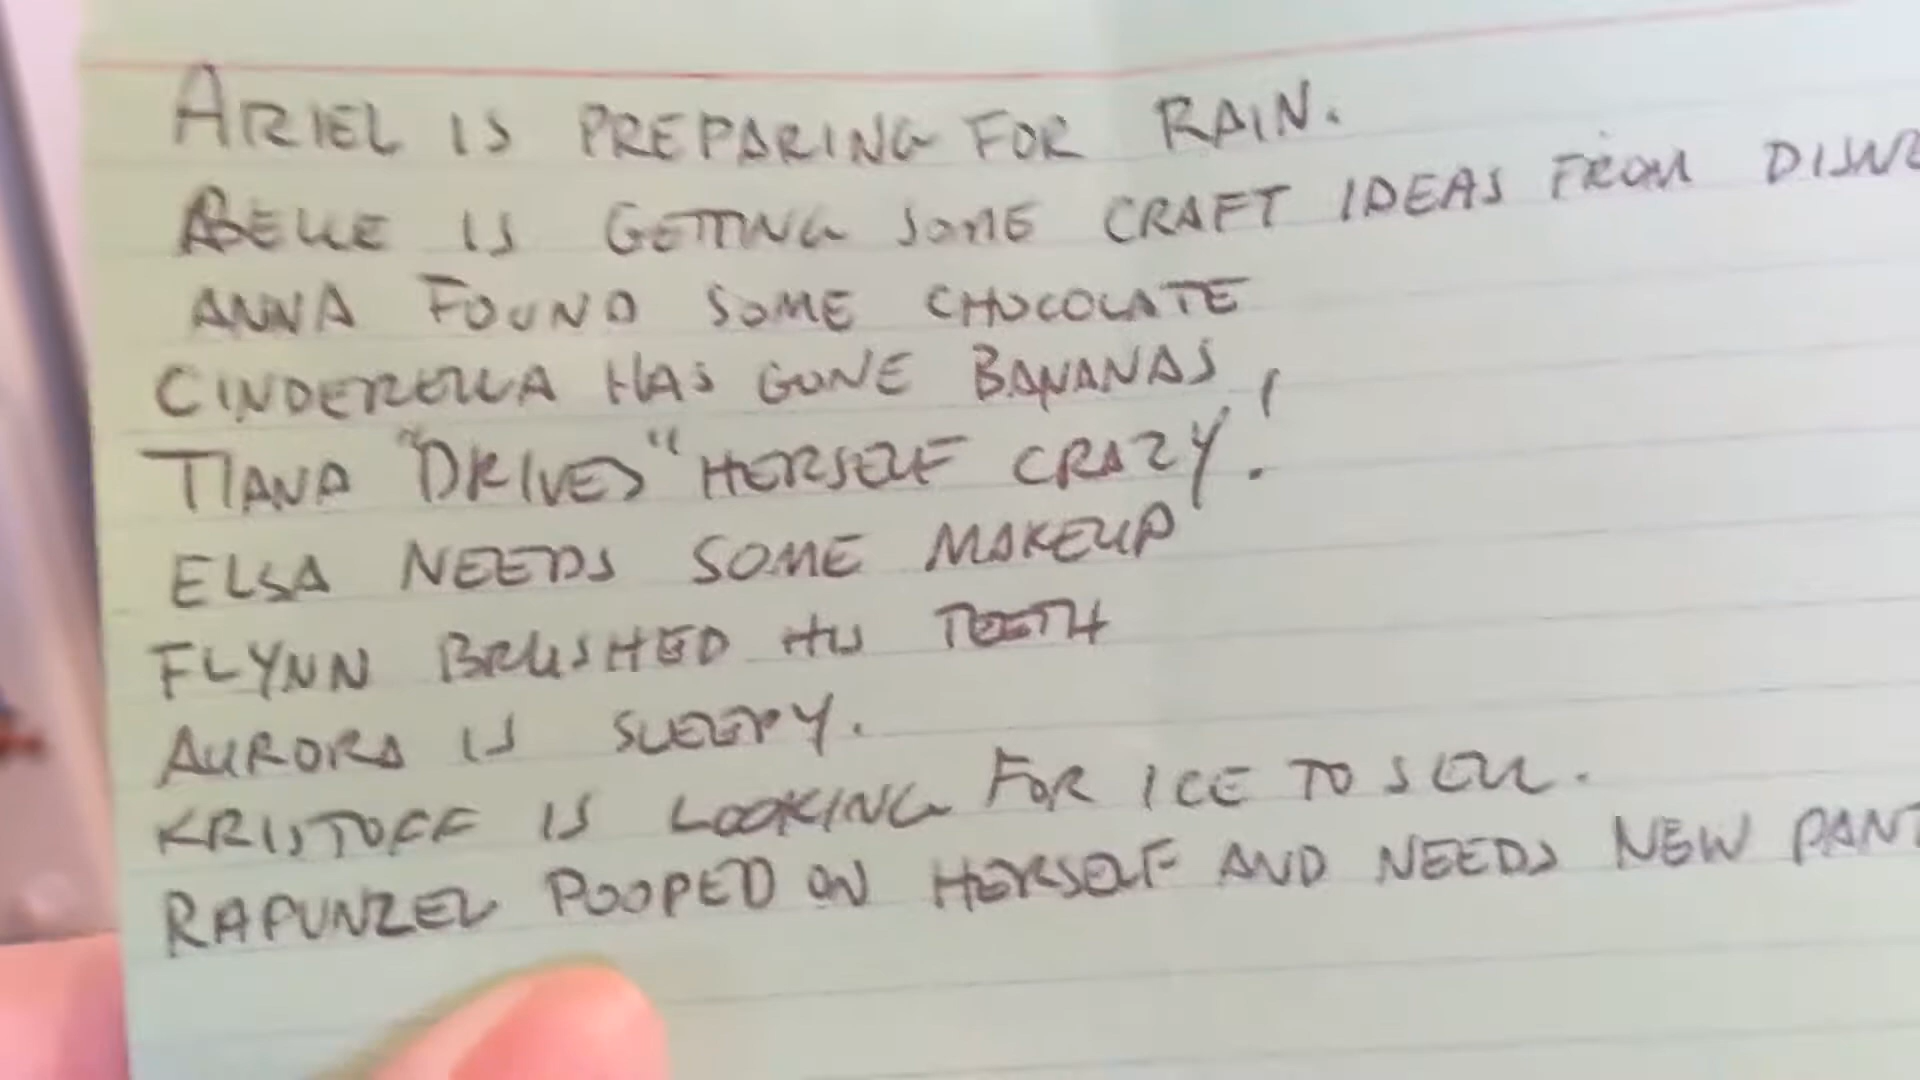 ARIEL IS PREPARING FOR RAIN.
BELLE IS GETTING SOME CRAFT IDEAS FROM DISNE
ANNA FOUND SOME CHOCOLATE
CINDERELLA HAS GONE BANANAS
TIANA "DRIVES" HERSELF CRAZY!
ELSA NEEDS SOME MAKEUP
FLYNN BRUSHED HIS TEETH
AURORA IS SLEEPY.
KRISTOFF IS LOOKING FOR ICE TO SELL.
RAPUNZEL POOPED ON HERSELF AND NEEDS NEW PANT